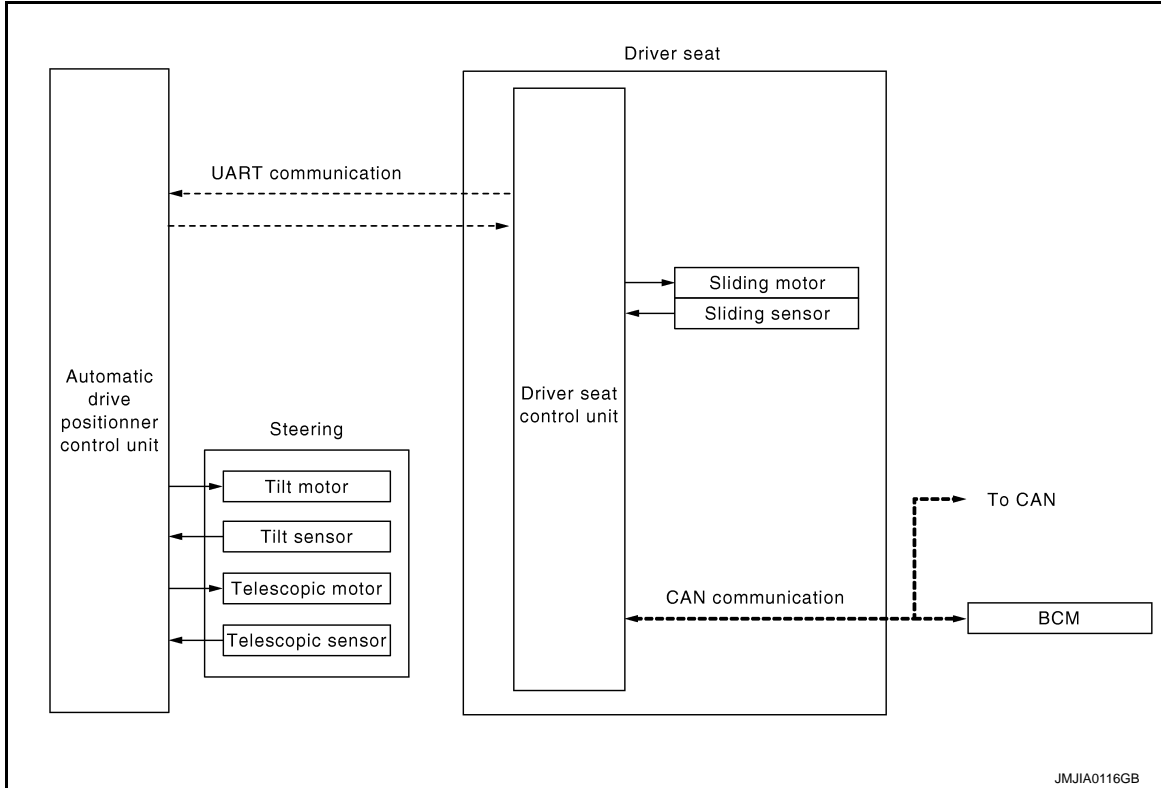 Driver seat
UART communication
Sliding motor
Sliding sensor
Automatic
drive
positionner
control unit
Driver seat
control unit
Steering
Tilt motor
Tilt sensor
Telescopic motor
Telescopic sensor
To CAN
CAN communication
BCM
JMJIA0116GB